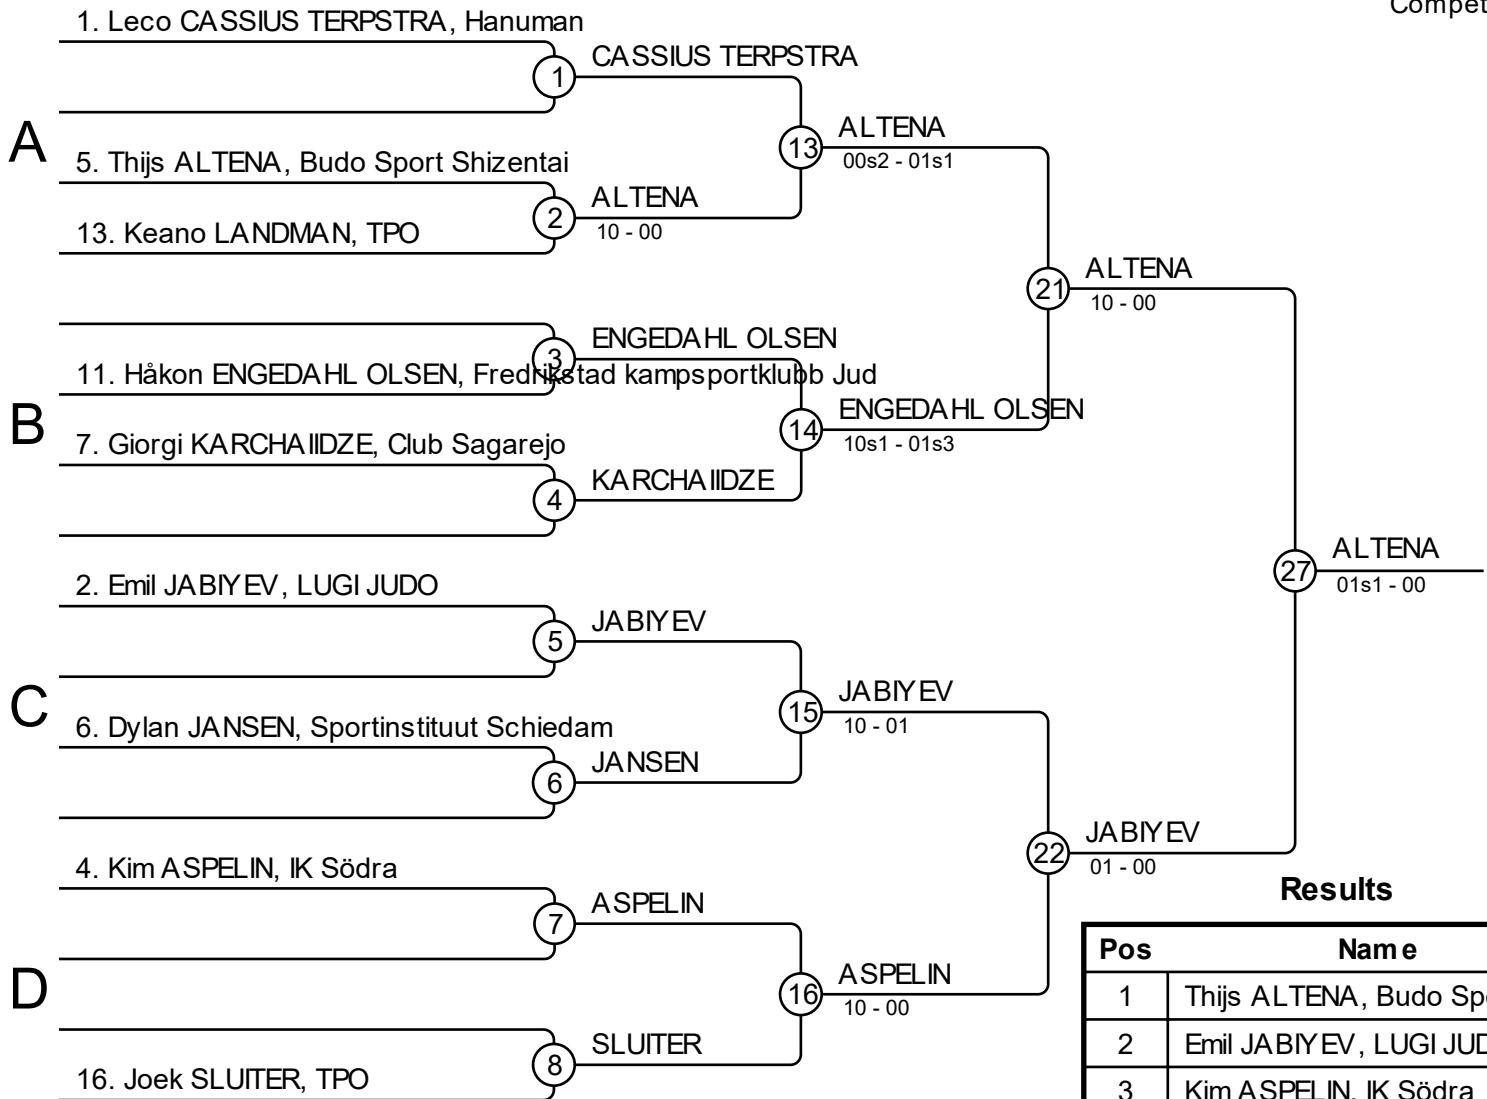 Compet
1. Leco CASSIUS TERPSTRA, Hanuman
CASSIUS TERPSTRA
1
A
ALTENA
13
00s2 - 01s1
5. Thijs ALTENA, Budo Sport Shizentai
ALTENA
2
10 - 00
13. Keano LANDMAN, TPO
ALTENA
21
10 - 00
ENGEDAHL OLSEN
3
11. Håkon ENGEDAHL OLSEN, Fredrikstad kampsportklubb Jud
B
ENGEDAHL OLSEN
14
10s1 - 01s3
7. Giorgi KARCHAIIDZE, Club Sagarejo
KARCHAIIDZE
4
ALTENA
27
01s1 - 00
2. Emil JABIYEV, LUGI JUDO
JABIYEV
5
C
JABIYEV
15
10 - 01
6. Dylan JANSEN, Sportinstituut Schiedam
JANSEN
6
JABIYEV
22
01 - 00
4. Kim ASPELIN, IK Södra
ASPELIN
7
D
ASPELIN
16
10 - 00
SLUITER
8
16. Joek SLUITER, TPO
Results
Pos Name
1 Thijs ALTENA, Budo Sp
2 Emil JABIYEV, LUGI JUD
3 Kim ASPELIN, IK Södra